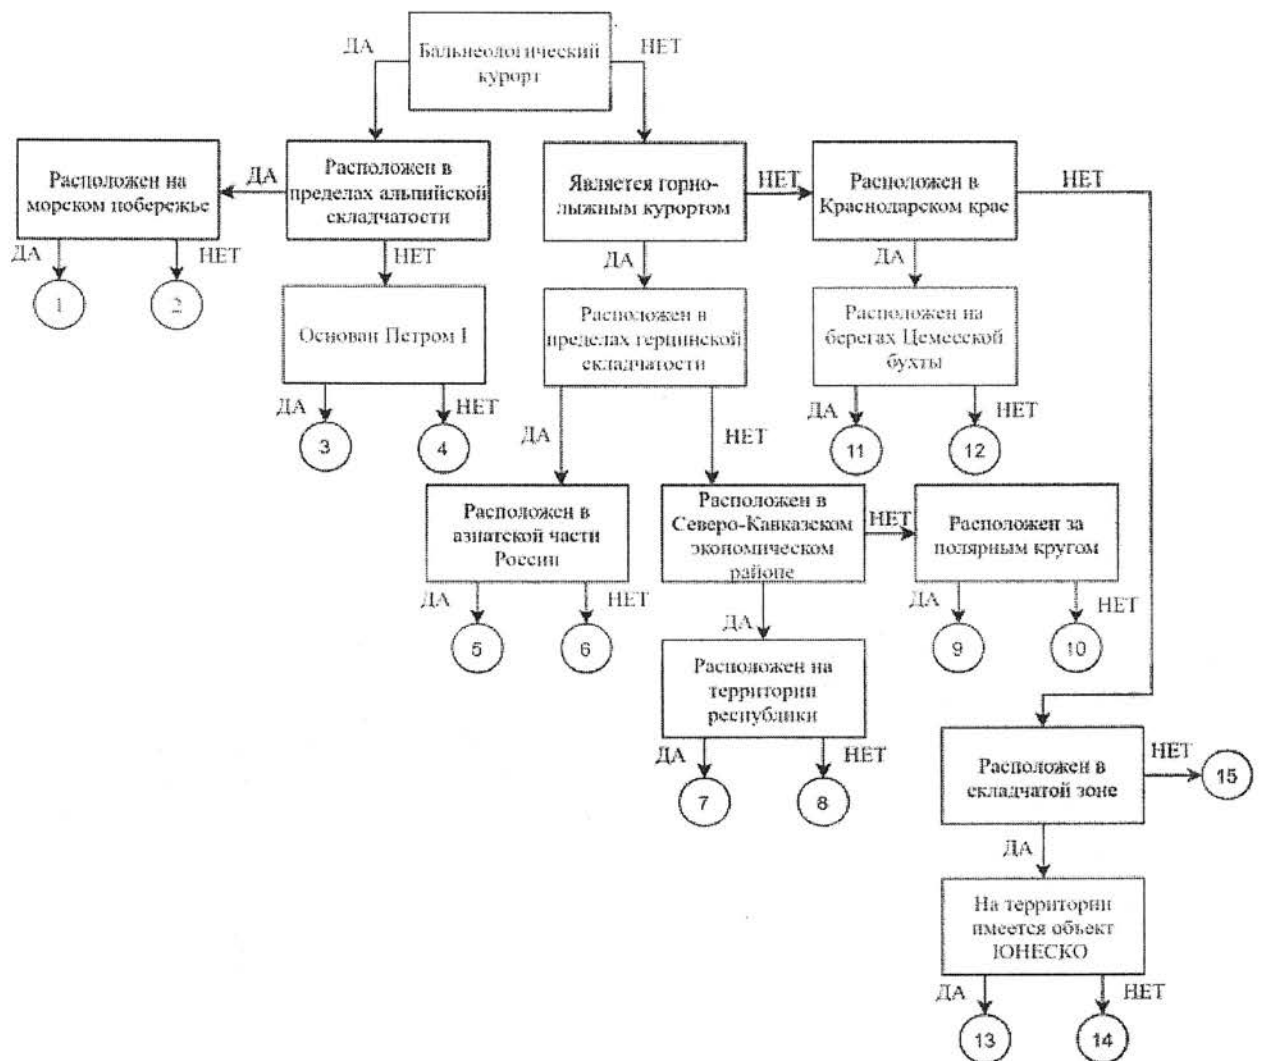 ДА
Бальнеологический
курорт
НЕТ
Расположен на
морском побережье
ДА
Расположен в
пределах альпийской
складчатости
Является горно-
лыжным курортом
НЕТ
Расположен в
Краснодарском крае
НЕТ
ДА
НЕТ
1
2
НЕТ
ДА
ДА
Основан Петром I
Расположен в
пределах герцинской
складчатости
Расположен на
берегах Цемесской
бухты
ДА
НЕТ
3
4
ДА
НЕТ
ДА
НЕТ
11
12
Расположен в
азиатской части
России
Расположен в
Северо-Кавказском
экономическом
районе
НЕТ
Расположен за
полярным кругом
ДА
НЕТ
5
6
ДА
ДА
НЕТ
9
10
Расположен на
территории
республики
ДА
НЕТ
7
8
Расположен в
складчатой зоне
НЕТ
15
ДА
На территории
имеется объект
ЮНЕСКО
ДА
НЕТ
13
14